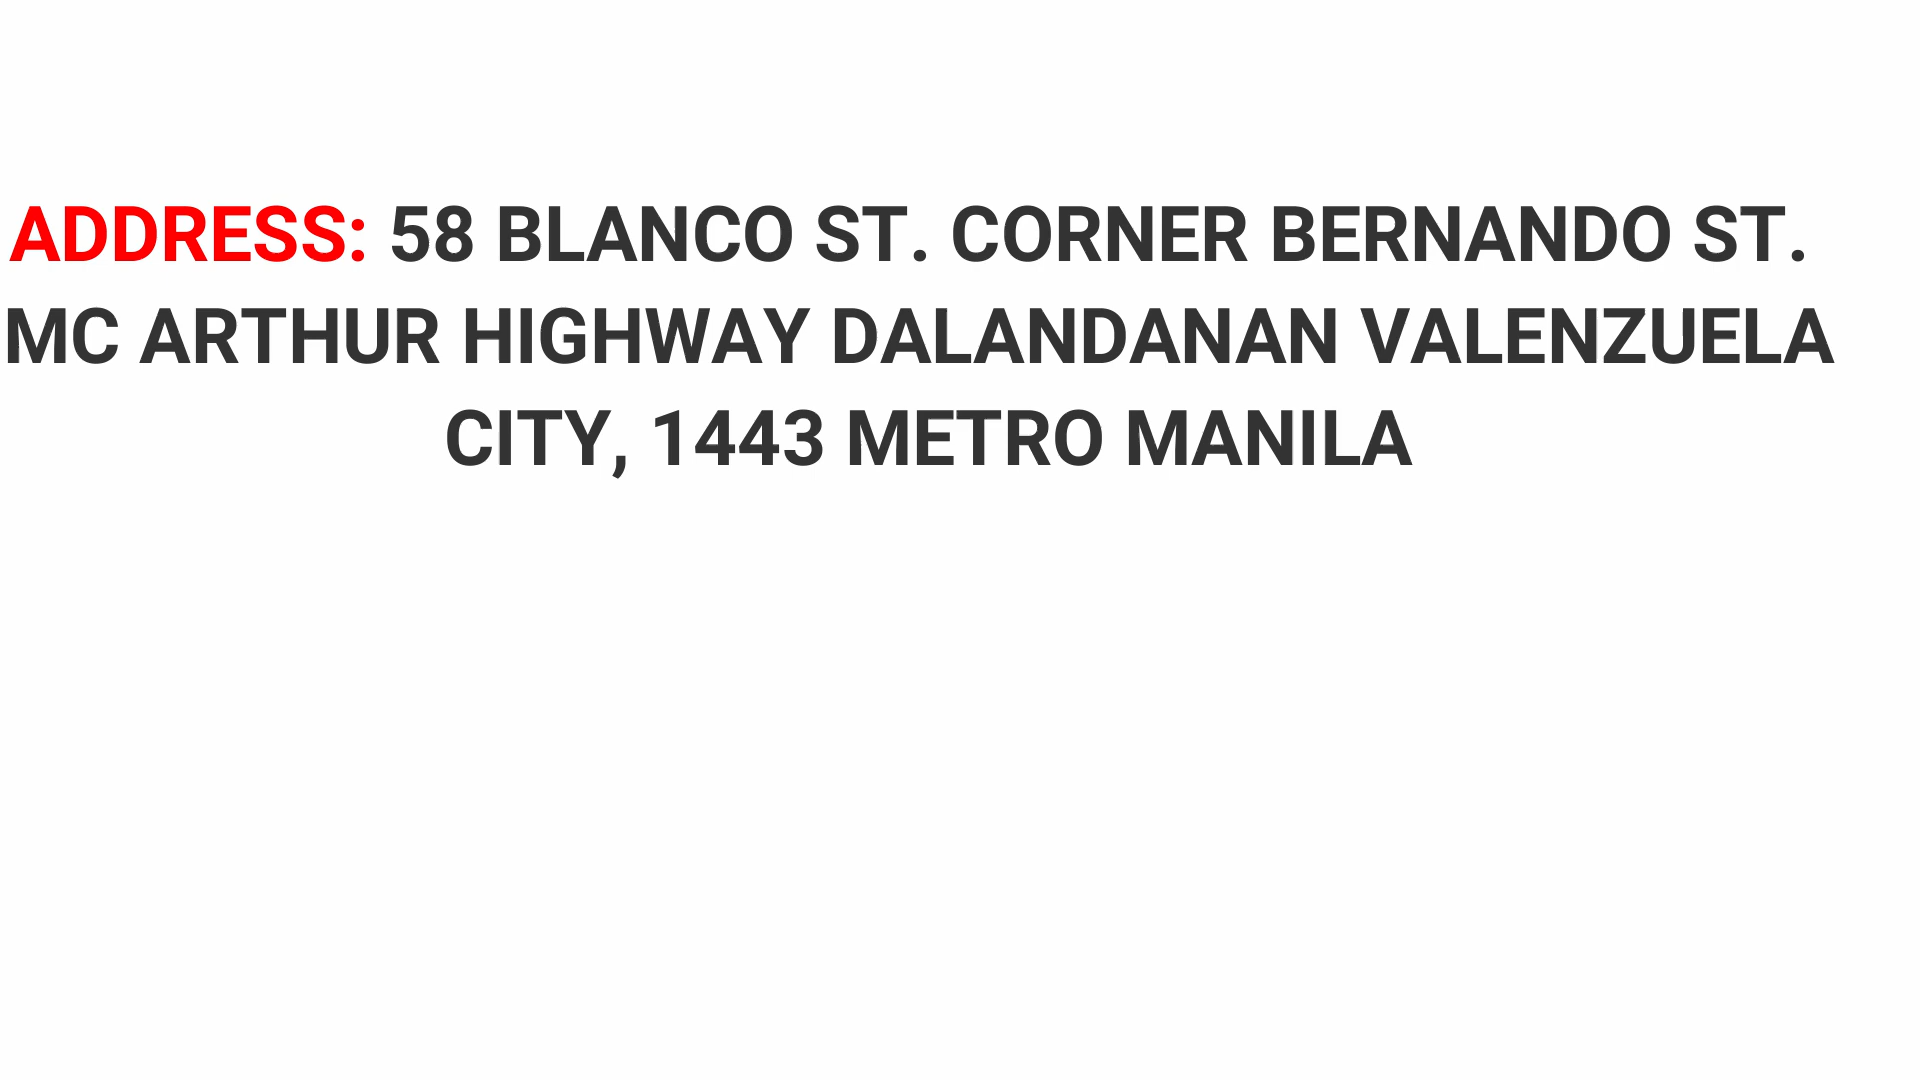 ADDRESS: 58 BLANCO ST. CORNER BERNANDO ST.
MC ARTHUR HIGHWAY DALANDANAN VALENZUELA
CITY, 1443 METRO MANILA